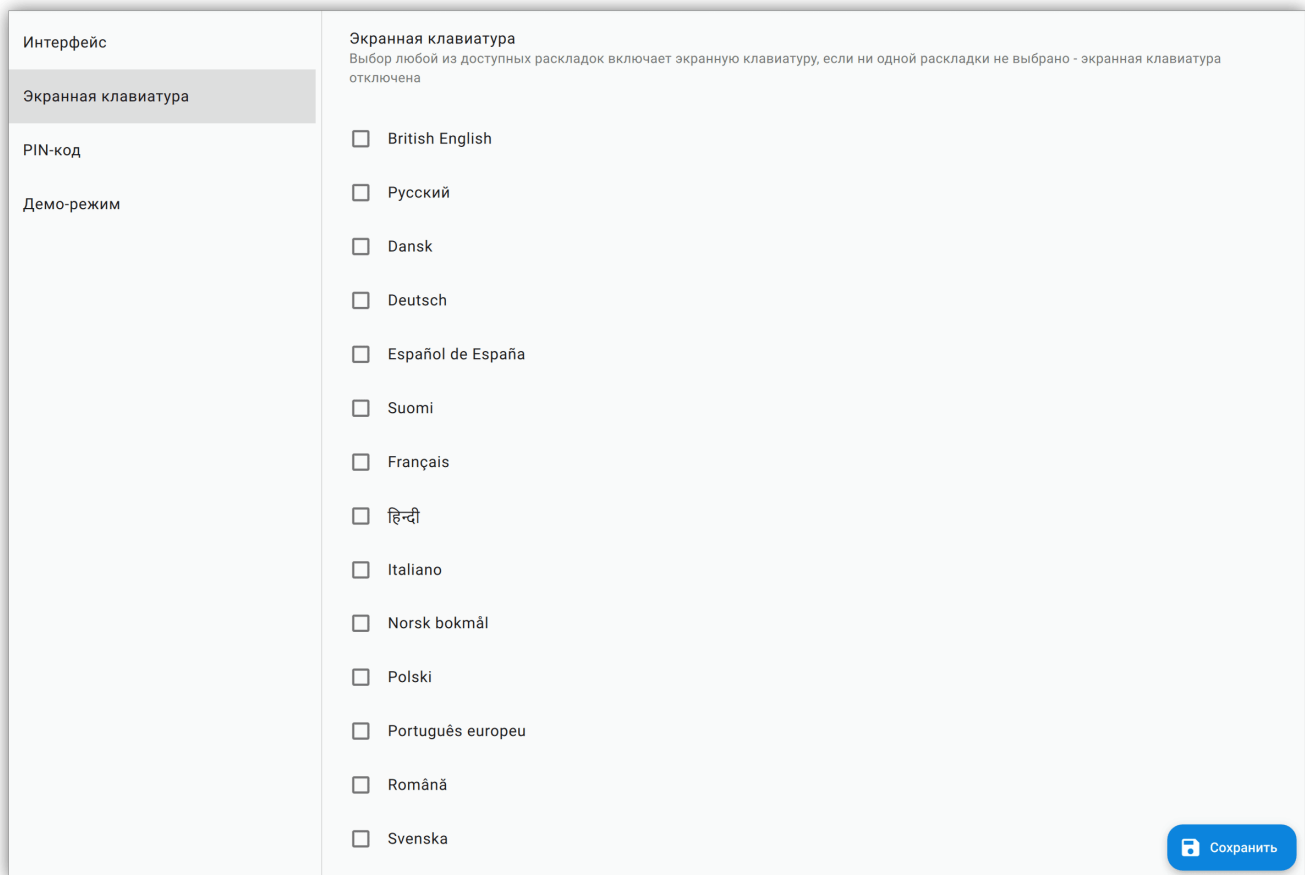 Интерфейс
Экранная клавиатура
PIN-код
Демо-режим
Экранная клавиатура
Выбор любой из доступных раскладок включает экранную клавиатуру, если ни одной раскладки не выбрано - экранная клавиатура
отключена
British English
Русский
Dansk
Deutsch
Español de España
Suomi
Français
हिन्दी
Italiano
Norsk bokmål
Polski
Português europeu
Română
Svenska
Сохранить